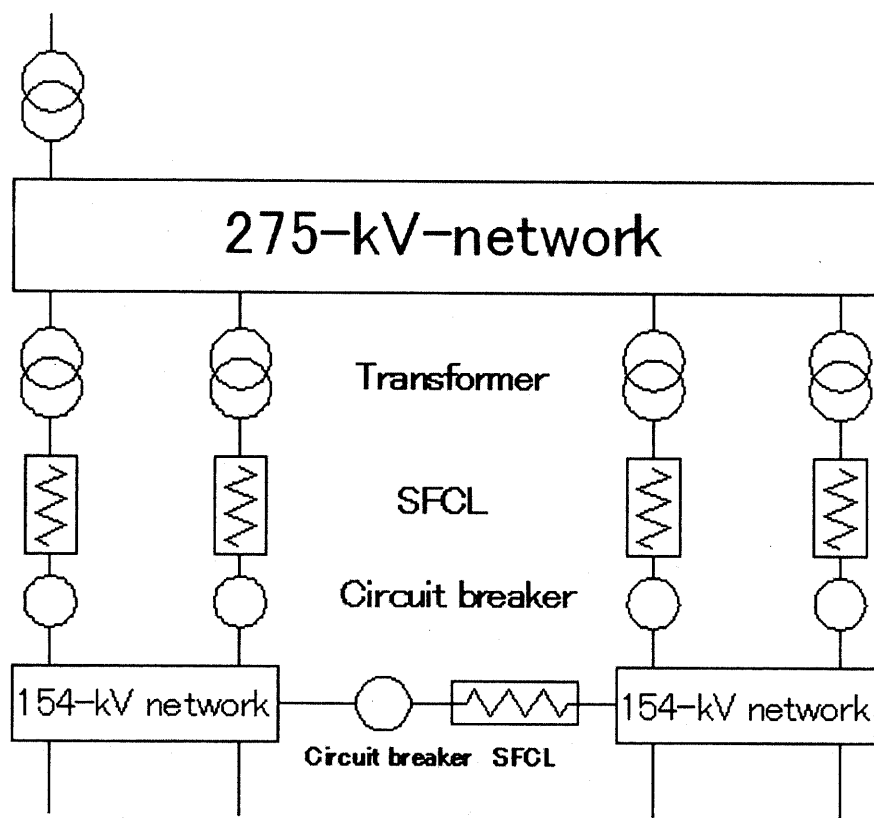 275-kV-network
Transformer
SFCL
Circuit breaker
154-kV network
154-kV network
Circuit breaker SFCL